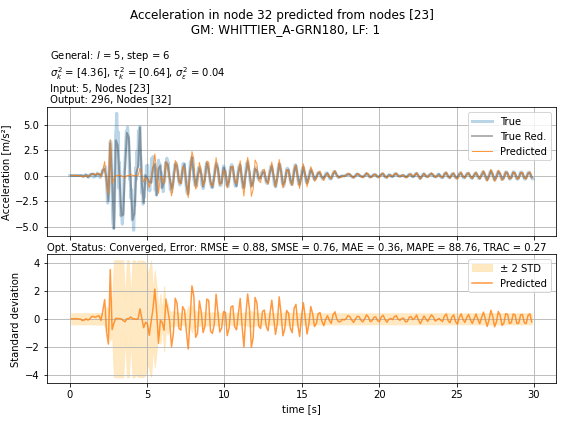 Acceleration in node 32 predicted from nodes [23]
GM: WHITTIER_A-GRN180, LF: 1
General: l = 5, step = 6
σ²ₖ = [4.36], τ²ₖ = [0.64], σ²ε = 0.04
Input: 5, Nodes [23]
Output: 296, Nodes [32]
Acceleration [m/s²]
5.0
2.5
0.0
−2.5
−5.0
True
True Red.
Predicted
Opt. Status: Converged, Error: RMSE = 0.88, SMSE = 0.76, MAE = 0.36, MAPE = 88.76, TRAC = 0.27
Standard deviation
4
2
0
−2
−4
± 2 STD
Predicted
0 5 10 15 20 25 30
time [s]